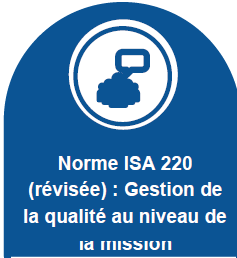 Norme ISA 220
(révisée) : Gestion de
la qualité au niveau de
la mission